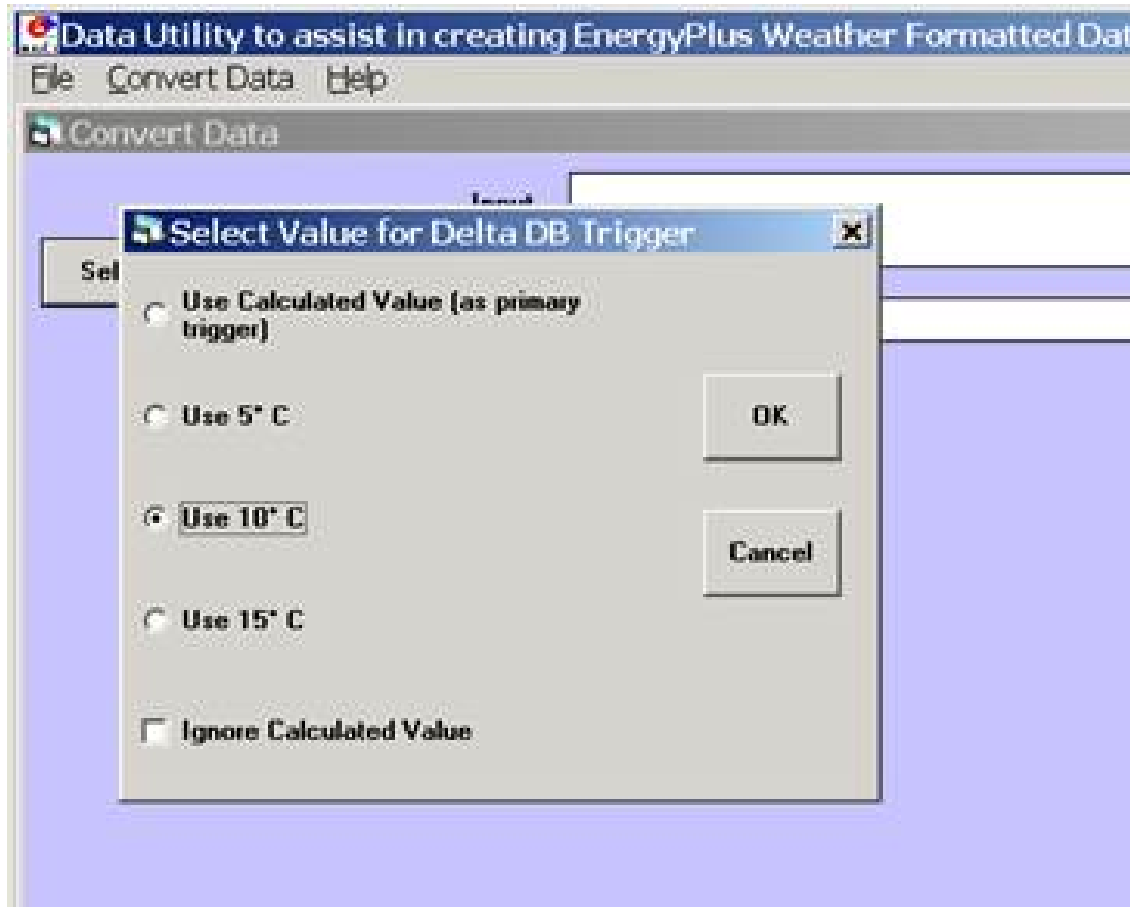 Data Utility to assist in creating EnergyPlus Weather Formatted Dat
File Convert Data Help
Convert Data
Input
Select Value for Delta DB Trigger
Sel
Use Calculated Value (as primary
trigger)
Use 5° C
OK
Use 10° C
Cancel
Use 15° C
Ignore Calculated Value